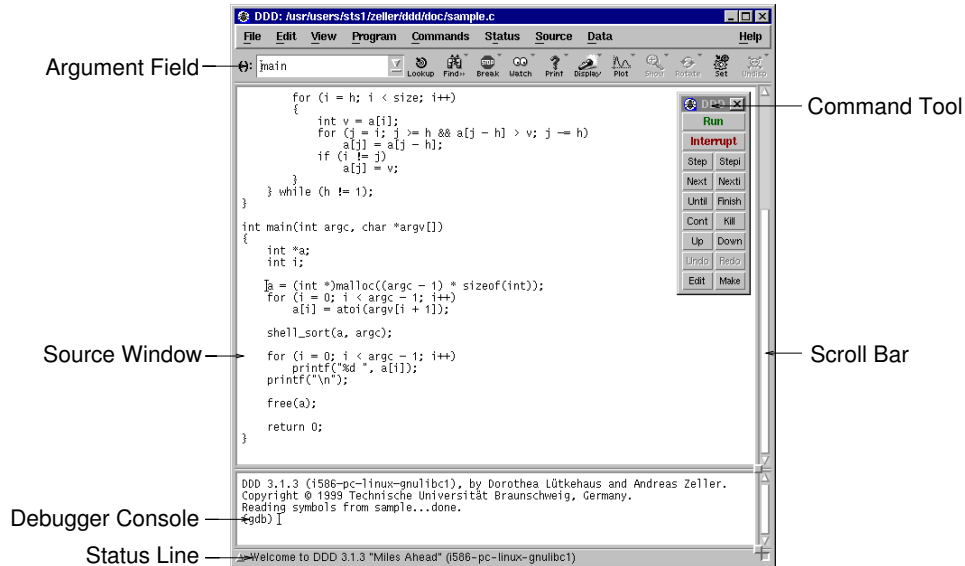 DDD: /usr/users/sts1/zeller/ddd/doc/sample.c
File Edit View Program Commands Status Source Data Help
Argument Field
(): main
Lookup Find» Break Watch Print Display Plot Show Rotate Set Undisp
DDD
Command Tool
Run
Interrupt
Step Stepi
Next Nexti
Until Finish
Cont Kill
Up Down
Undo Redo
Edit Make
for (i = h; i < size; i++)
{
int v = a[i];
for (j = i; j >= h && a[j - h] > v; j -= h)
a[j] = a[j - h];
if (i != j)
a[j] = v;
}
} while (h != 1);
}
int main(int argc, char *argv[])
{
int *a;
int i;
a = (int *)malloc((argc - 1) * sizeof(int));
for (i = 0; i < argc - 1; i++)
a[i] = atoi(argv[i + 1]);
shell_sort(a, argc);
Source Window
Scroll Bar
for (i = 0; i < argc - 1; i++)
printf("%d ", a[i]);
printf("\n");
free(a);
return 0;
}
DDD 3.1.3 (i586-pc-linux-gnulibc1), by Dorothea Lütkehaus and Andreas Zeller.
Copyright © 1999 Technische Universität Braunschweig, Germany.
Reading symbols from sample...done.
Debugger Console
(gdb)
Status Line
Welcome to DDD 3.1.3 "Miles Ahead" (i586-pc-linux-gnulibc1)